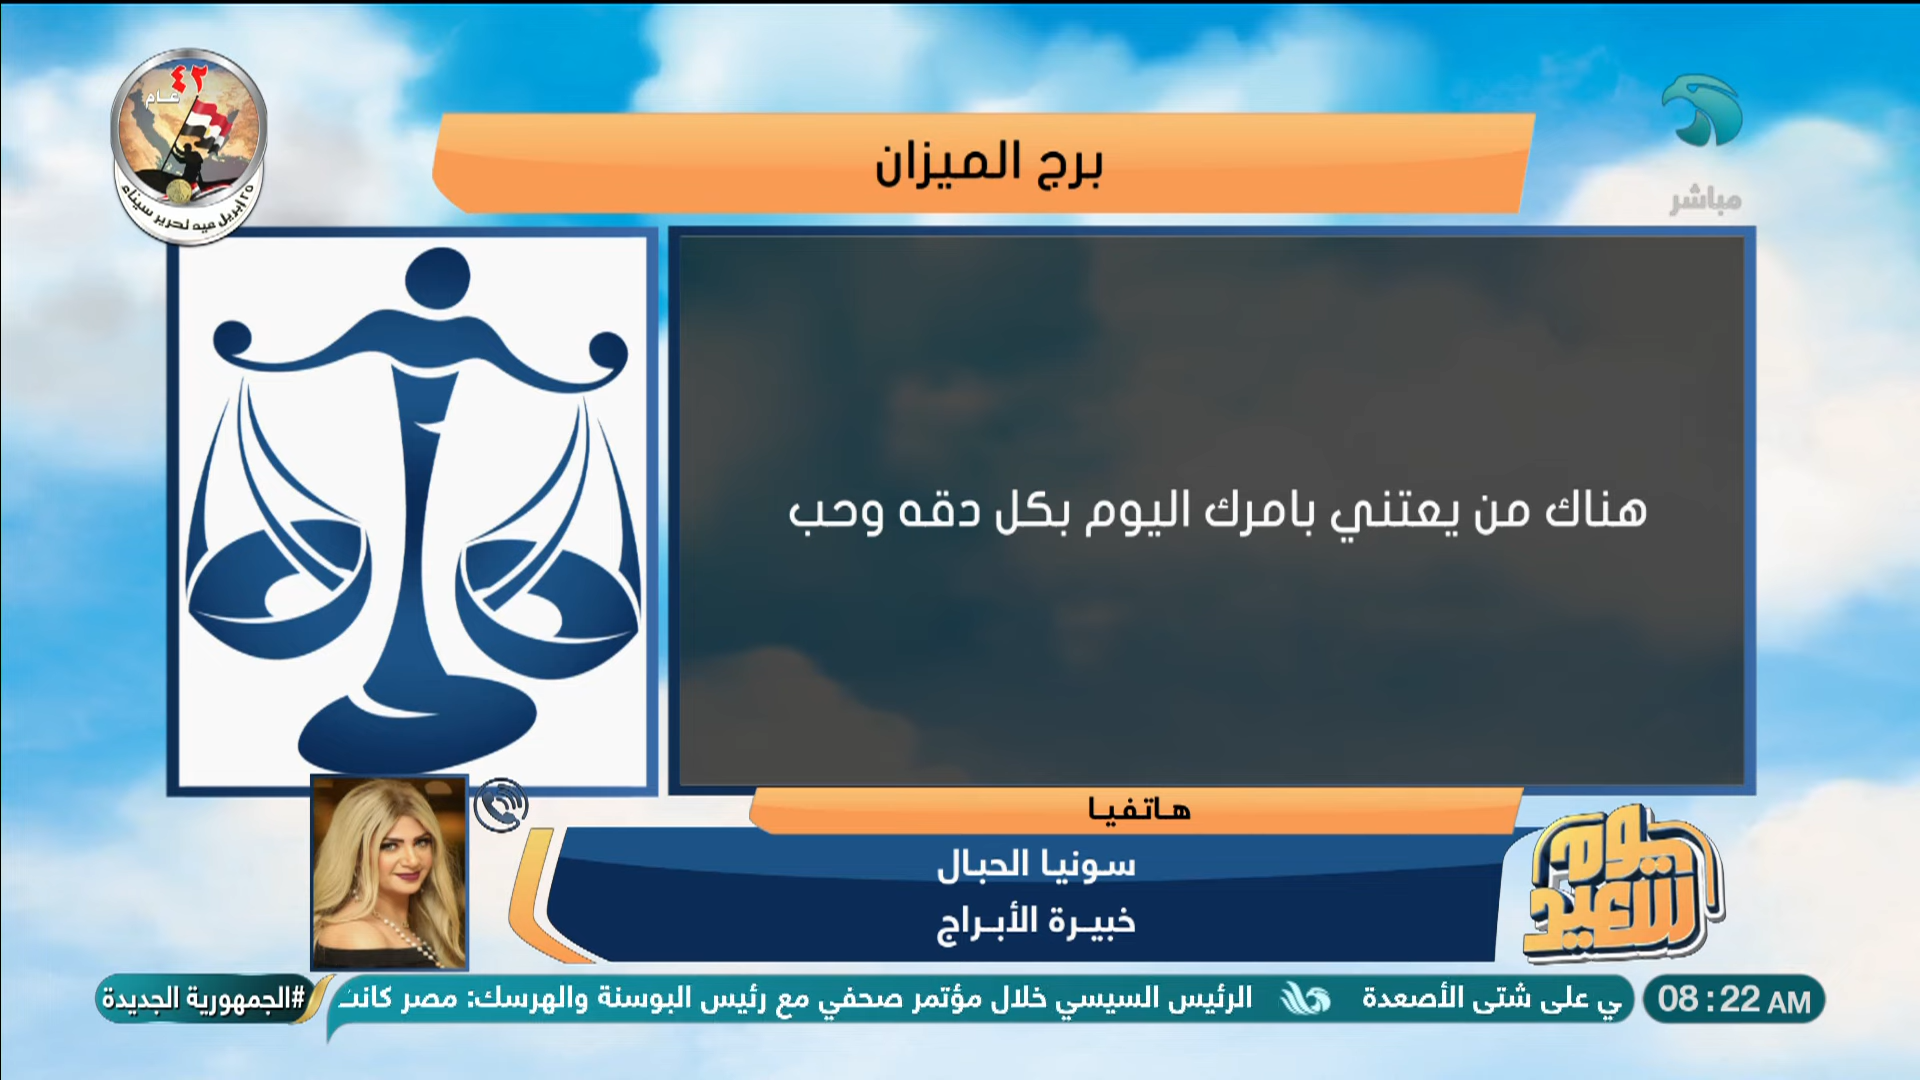 ٤٢
عام
٢٥ ابريل عيد تحرير سيناء
مباشر
برج الميزان
هناك من يعتني بامرك اليوم بكل دقه وحب
هاتفيا
سونيا الحبال
خبيرة الأبراج
يوم سعيد
08:22 AM
ي على شتى الأصعدة
الرئيس السيسي خلال مؤتمر صحفي مع رئيس البوسنة والهرسك: مصر كانت
#الجمهورية الجديدة